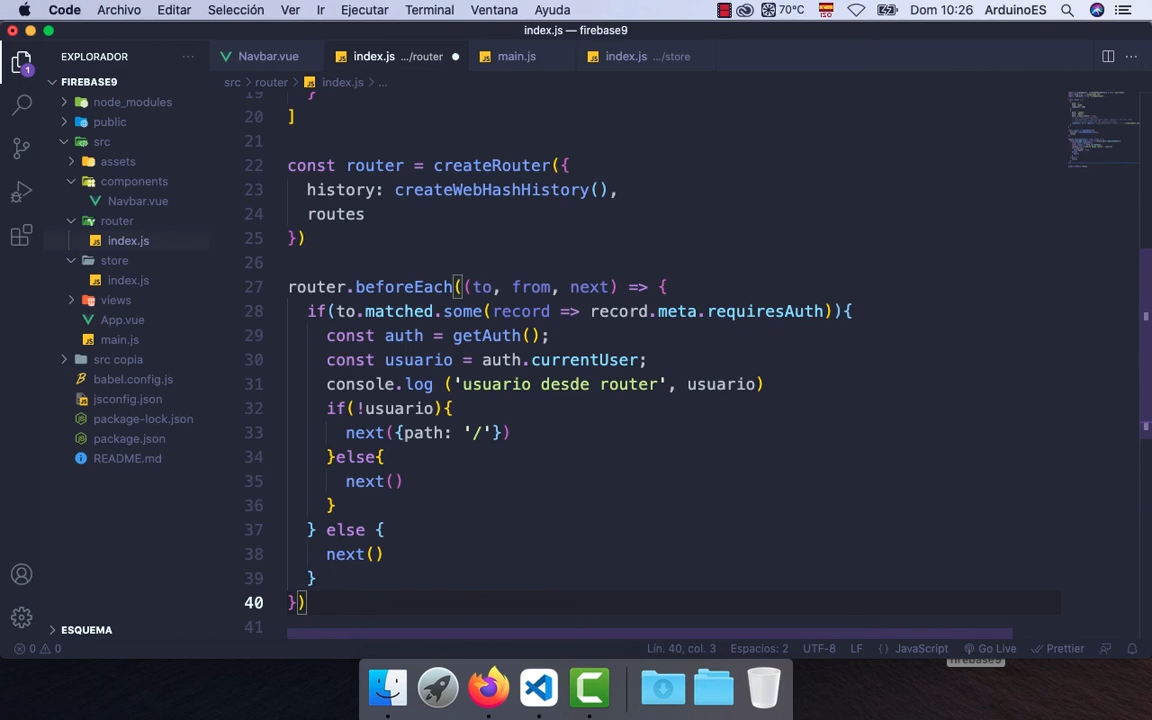 Code Archivo Editar Selección Ver Ir Ejecutar Terminal Ventana Ayuda 70°C ISO Dom 10:26 ArduinoES
index.js — firebase9
EXPLORADOR ···
Navbar.vue
index.js .../router
main.js
index.js .../store
1
src > router > index.js > ...
FIREBASE9
node_modules
public
src
assets
components
Navbar.vue
router
index.js
store
index.js
views
App.vue
main.js
src copia
babel.config.js
jsconfig.json
package-lock.json
package.json
README.md
ESQUEMA
19 }
20 ]
21
22 const router = createRouter({
23 history: createWebHashHistory(),
24 routes
25 })
26
27 router.beforeEach((to, from, next) => {
28 if(to.matched.some(record => record.meta.requiresAuth)){
29 const auth = getAuth();
30 const usuario = auth.currentUser;
31 console.log ('usuario desde router', usuario)
32 if(!usuario){
33 next({path: '/'})
34 }else{
35 next()
36 }
37 } else {
38 next()
39 }
40 })
41
0 0 Lín. 40, col. 3 Espacios: 2 UTF-8 LF {} JavaScript Go Live Prettier
firebase9